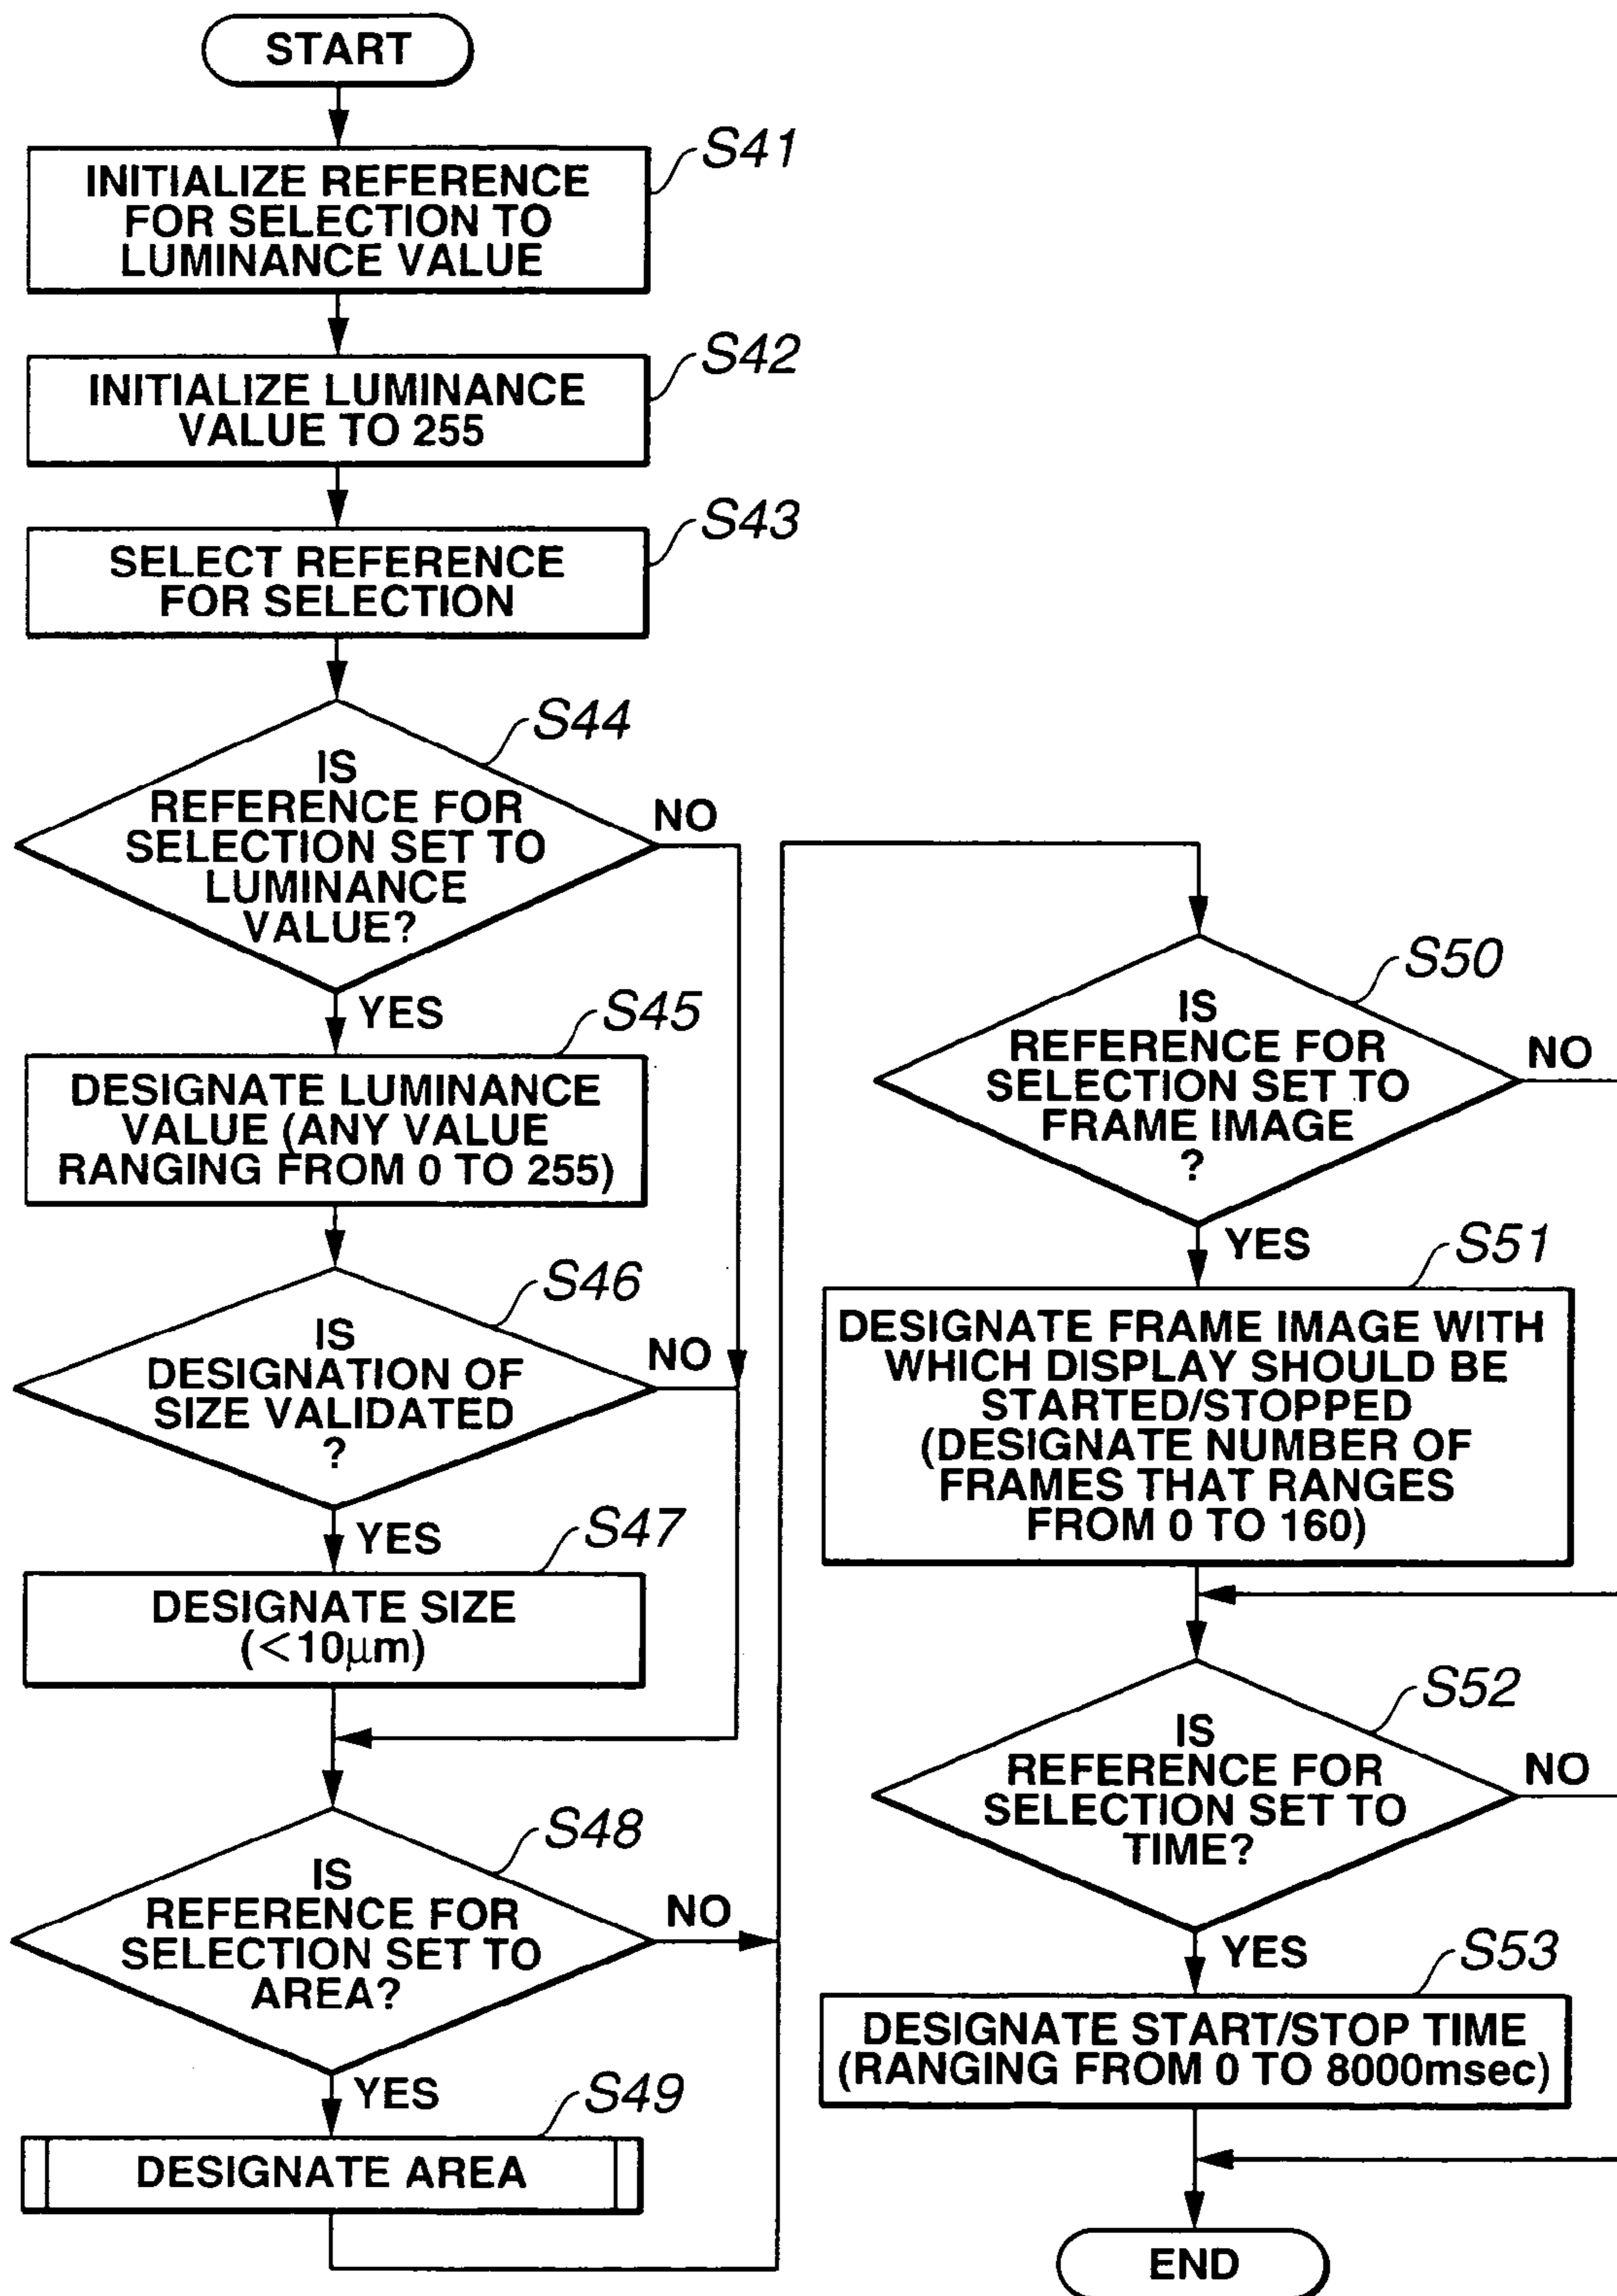 START
S41
INITIALIZE REFERENCE
FOR SELECTION TO
LUMINANCE VALUE
S42
INITIALIZE LUMINANCE
VALUE TO 255
S43
SELECT REFERENCE
FOR SELECTION
S44
IS
REFERENCE FOR
SELECTION SET TO
LUMINANCE
VALUE?
NO
YES
S45
DESIGNATE LUMINANCE
VALUE (ANY VALUE
RANGING FROM 0 TO 255)
S46
IS
DESIGNATION OF
SIZE VALIDATED
?
NO
YES
S47
DESIGNATE SIZE
(<10μm)
S48
IS
REFERENCE FOR
SELECTION SET TO
AREA?
NO
YES
S49
DESIGNATE AREA
S50
IS
REFERENCE FOR
SELECTION SET TO
FRAME IMAGE
?
NO
YES
S51
DESIGNATE FRAME IMAGE WITH
WHICH DISPLAY SHOULD BE
STARTED/STOPPED
(DESIGNATE NUMBER OF
FRAMES THAT RANGES
FROM 0 TO 160)
S52
IS
REFERENCE FOR
SELECTION SET TO
TIME?
NO
YES
S53
DESIGNATE START/STOP TIME
(RANGING FROM 0 TO 8000msec)
END